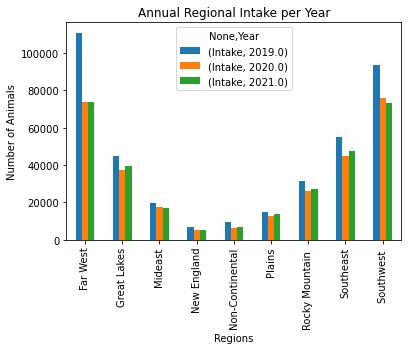 Annual Regional Intake per Year
None,Year
(Intake, 2019.0)
(Intake, 2020.0)
(Intake, 2021.0)
Number of Animals
100000
80000
60000
40000
20000
0
Far West
Great Lakes
Mideast
New England
Non-Continental
Plains
Rocky Mountain
Southeast
Southwest
Regions